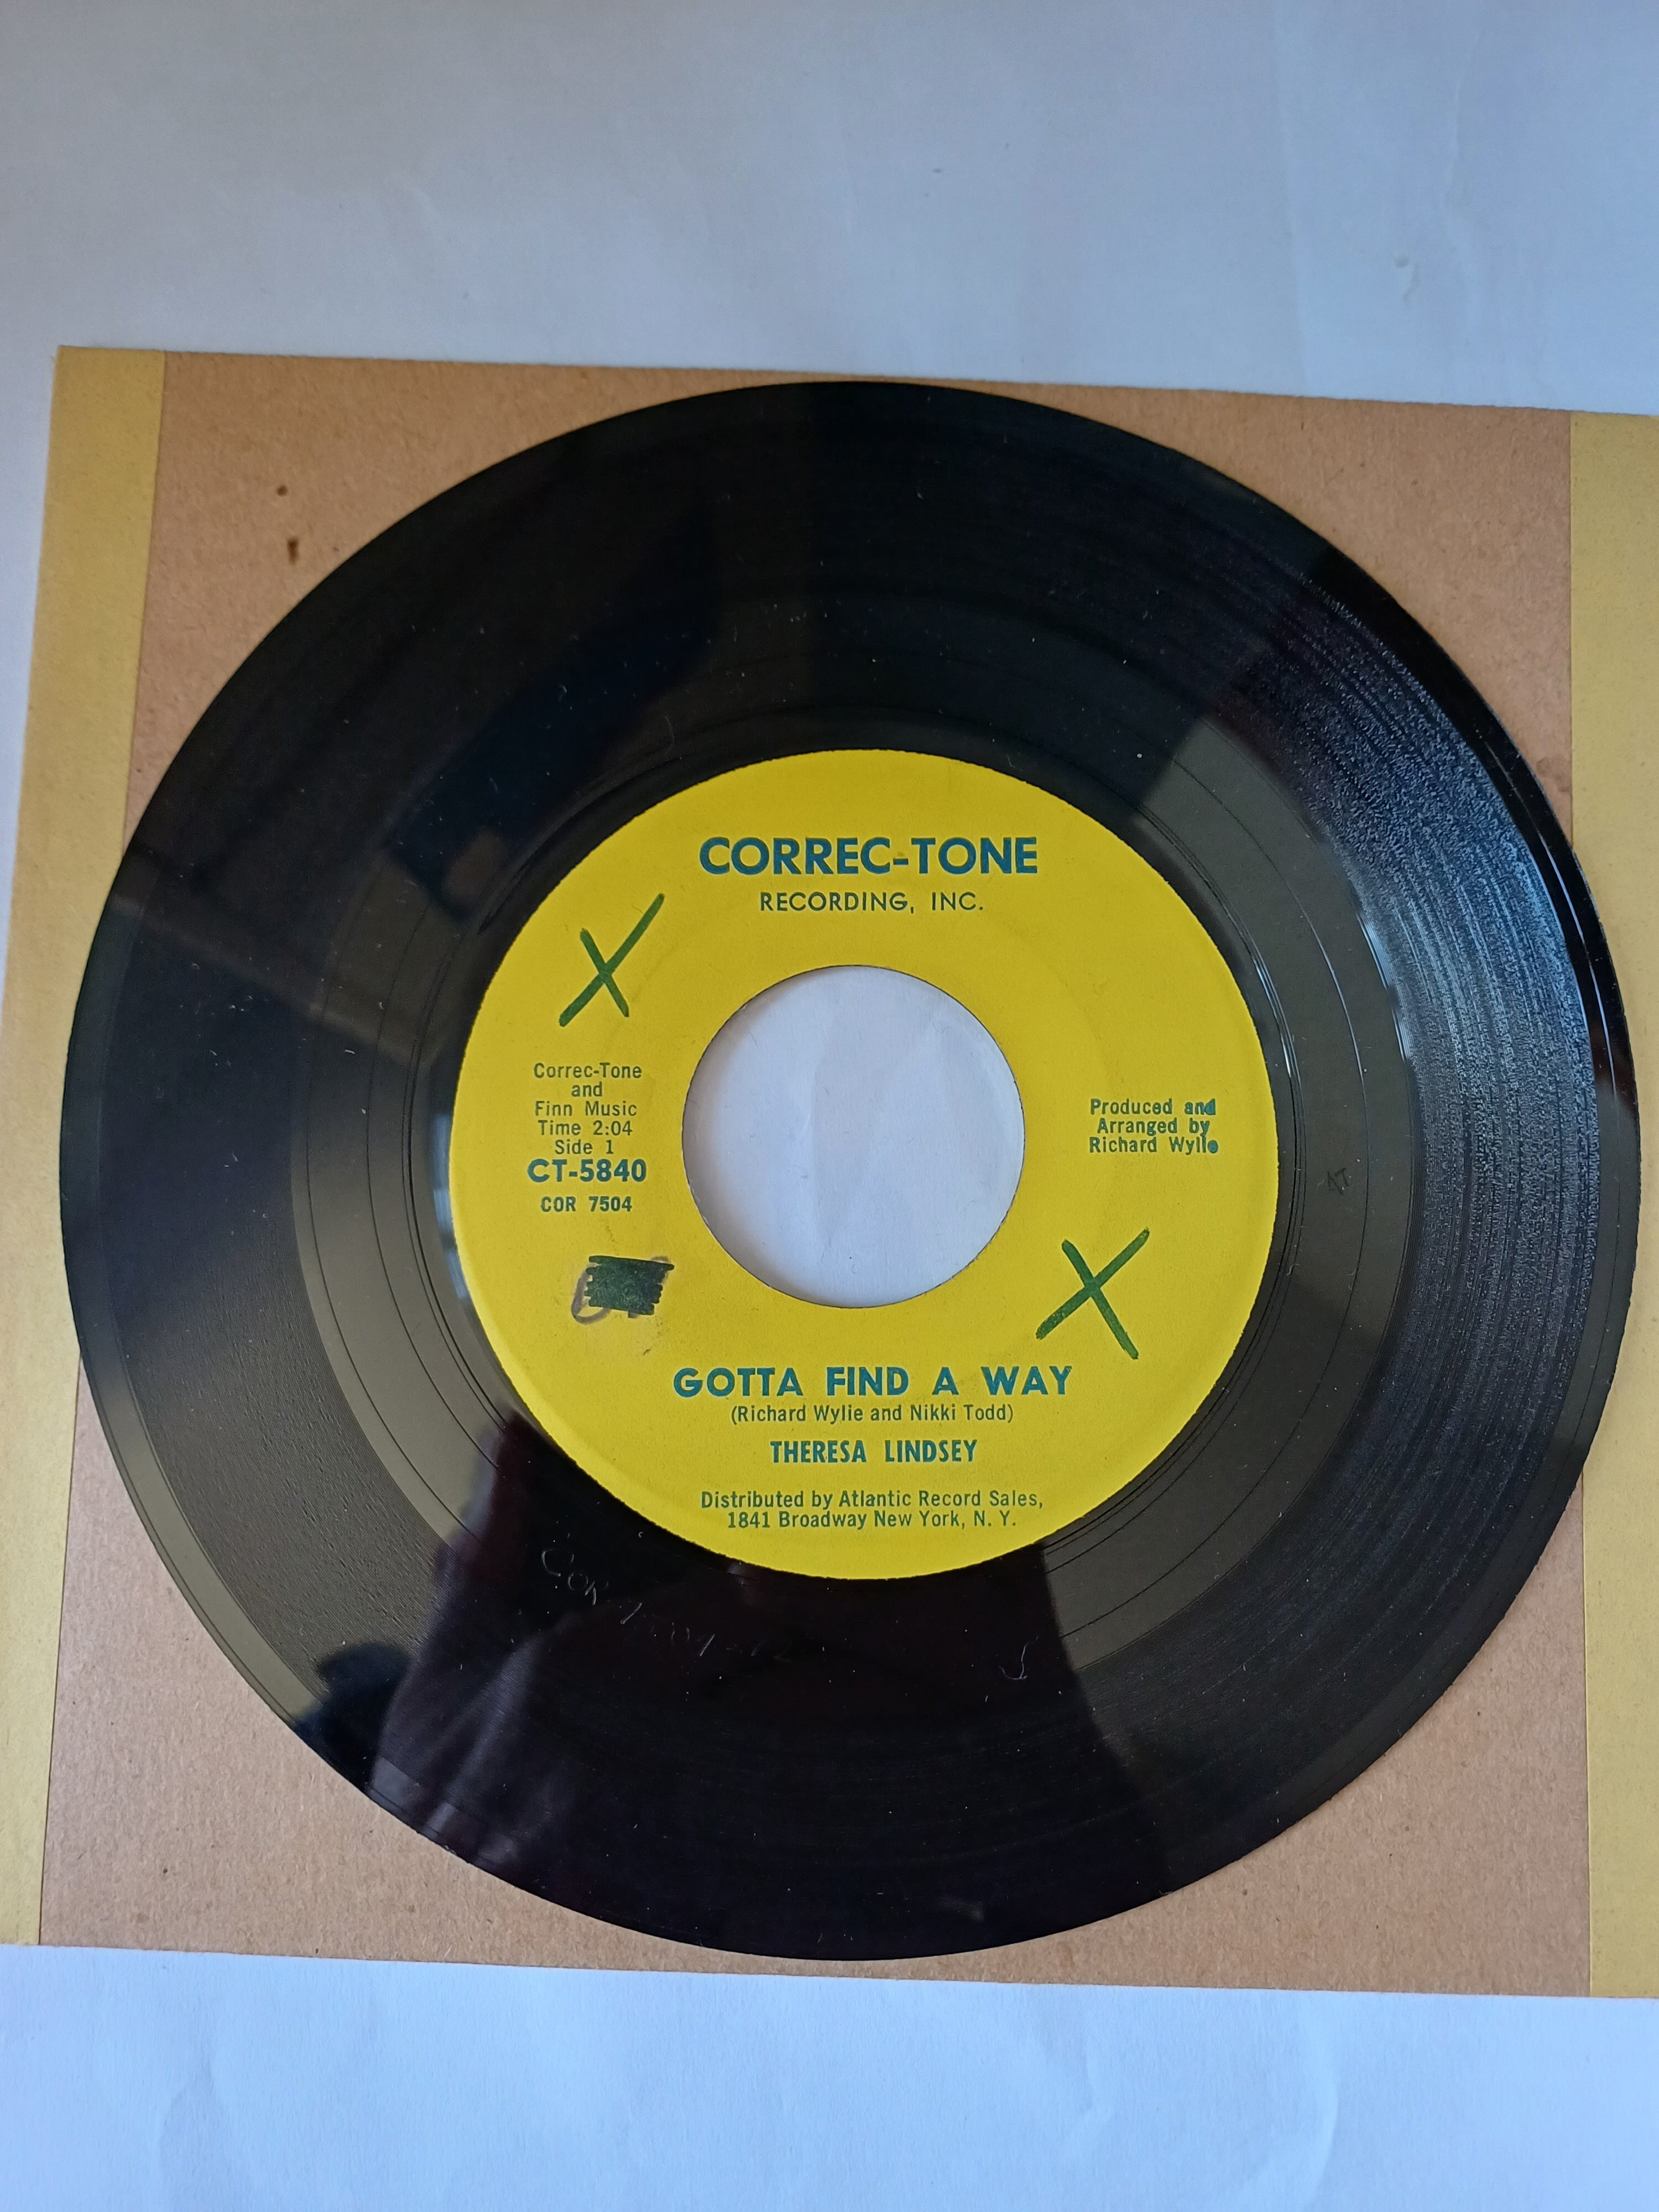 CORREC-TONE
RECORDING, INC.
X
Correc-Tone
and
Finn Music
Time 2:04
Side 1
CT-5840
COR 7504
Produced and
Arranged by
Richard Wylie
X
GOTTA FIND A WAY
(Richard Wylie and Nikki Todd)
THERESA LINDSEY
Distributed by Atlantic Record Sales,
1841 Broadway New York, N. Y.